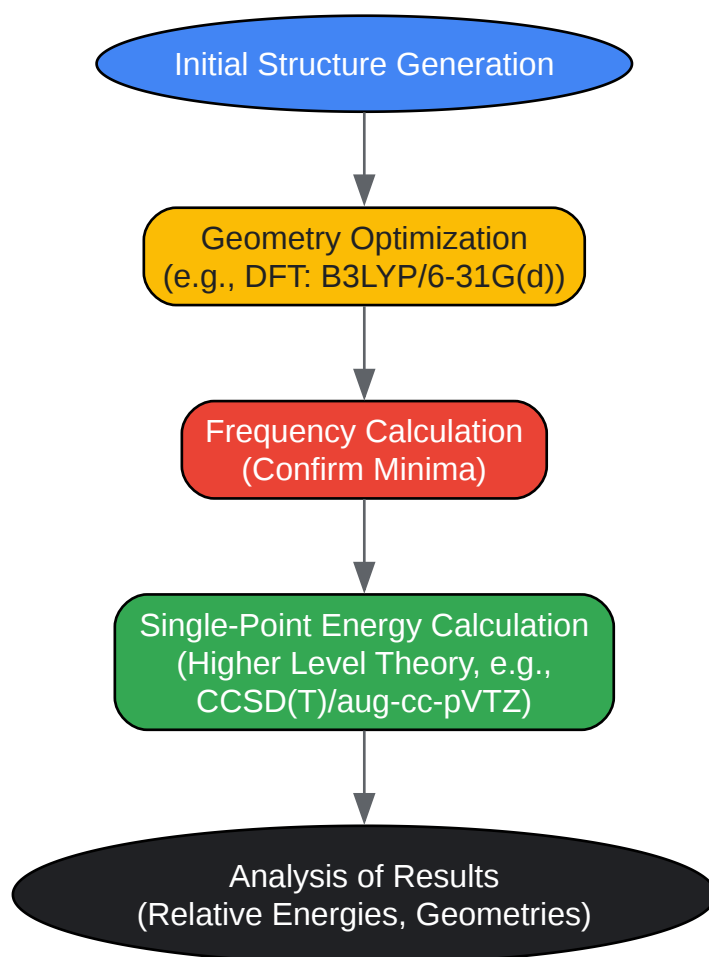 Initial Structure Generation
Geometry Optimization
(e.g., DFT: B3LYP/6-31G(d))
Frequency Calculation
(Confirm Minima)
Single-Point Energy Calculation
(Higher Level Theory, e.g.,
CCSD(T)/aug-cc-pVTZ)
Analysis of Results
(Relative Energies, Geometries)